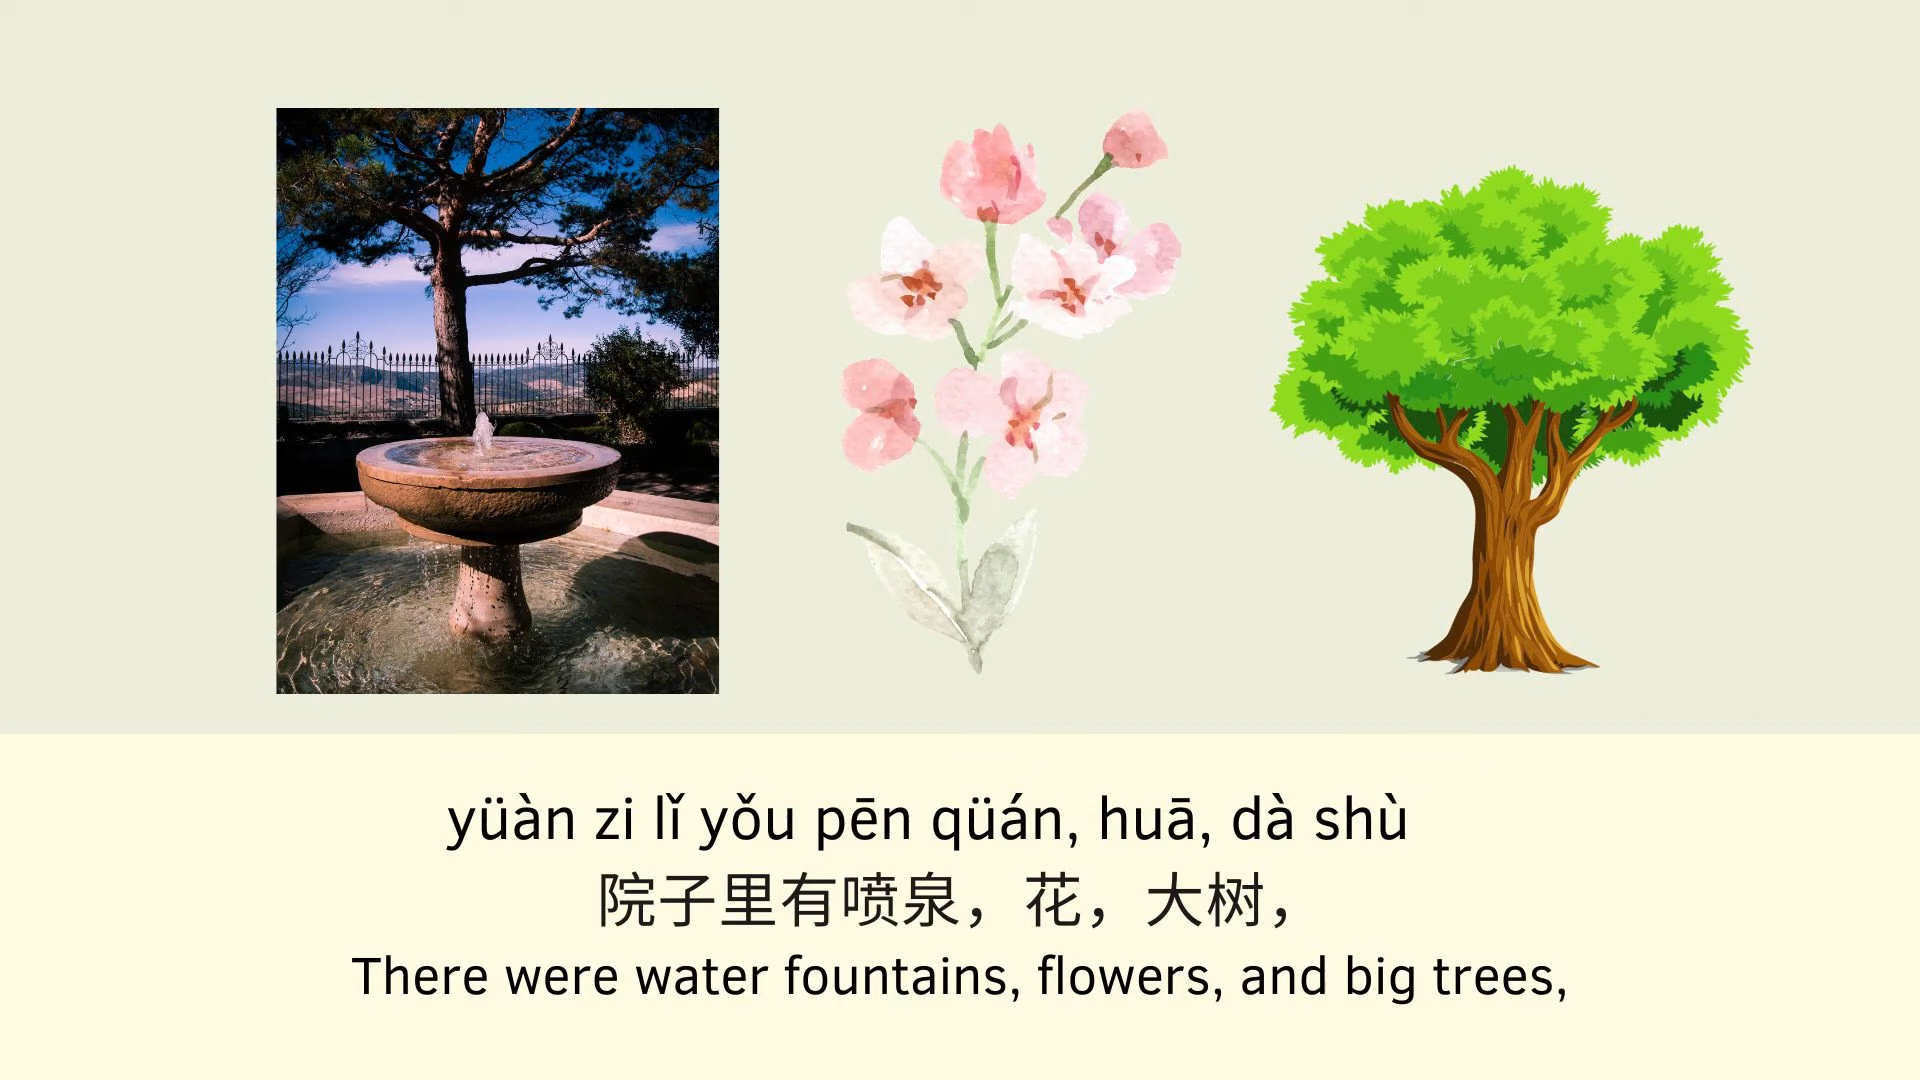 yüàn zi lǐ yǒu pēn qüán, huā, dà shù
院子里有喷泉，花，大树，
There were water fountains, flowers, and big trees,